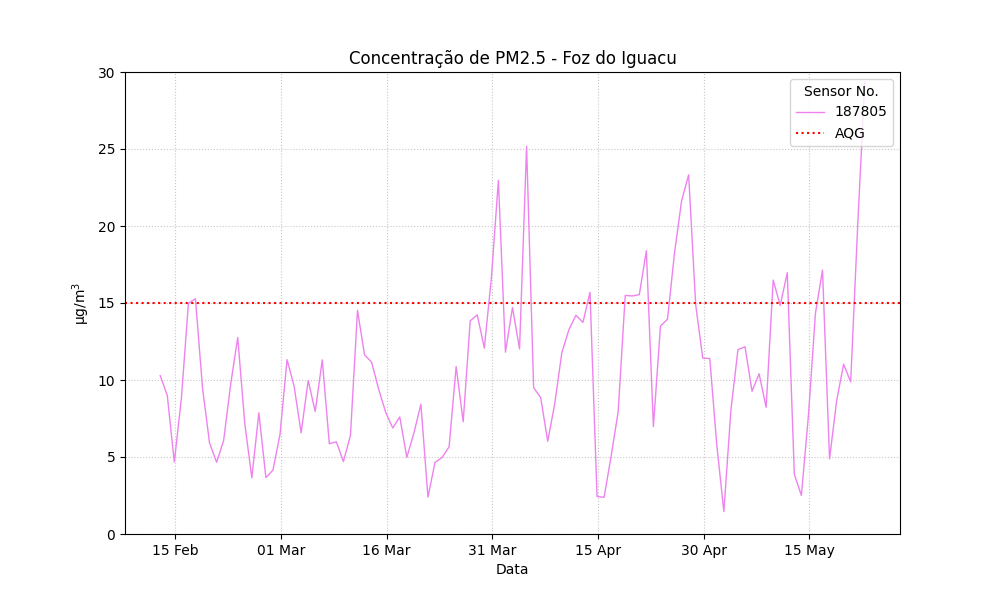 Concentração de PM2.5 - Foz do Iguacu
Sensor No.
187805
AQG
30
25
20
15
10
5
0
µg/m³
15 Feb
01 Mar
16 Mar
31 Mar
15 Apr
30 Apr
15 May
Data